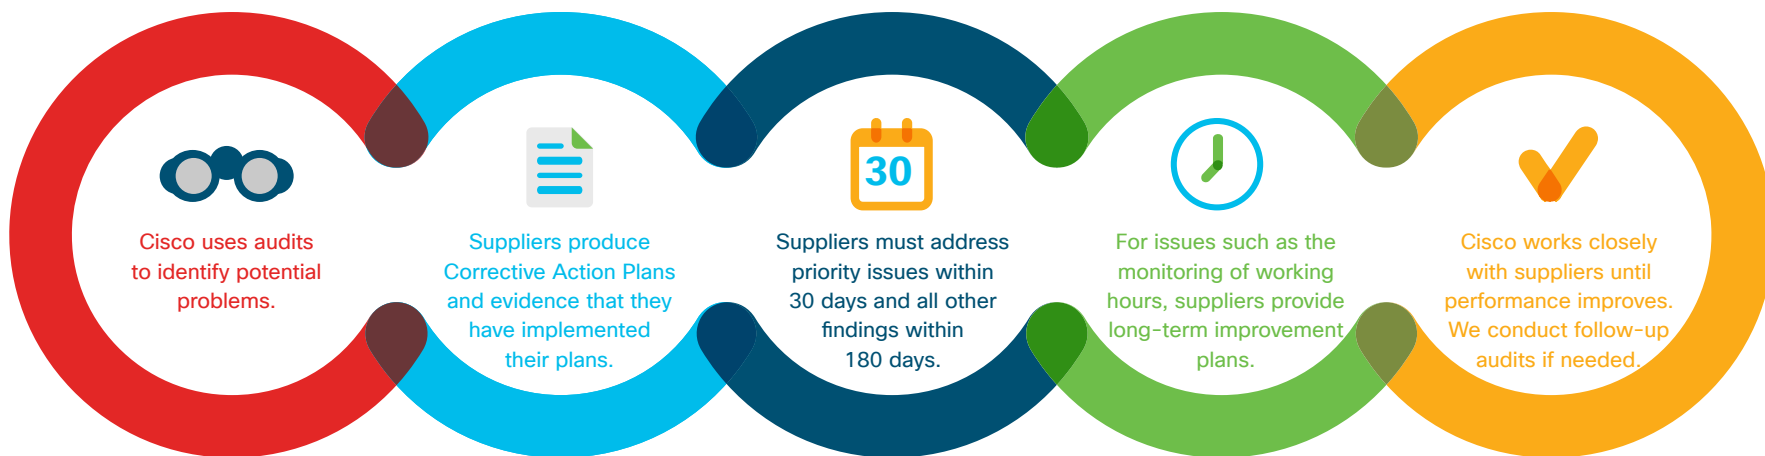 Cisco uses audits
to identify potential
problems.
Suppliers produce
Corrective Action Plans
and evidence that they
have implemented
their plans.
30
Suppliers must address
priority issues within
30 days and all other
findings within
180 days.
For issues such as the
monitoring of working
hours, suppliers provide
long-term improvement
plans.
Cisco works closely
with suppliers until
performance improves.
We conduct follow-up
audits if needed.